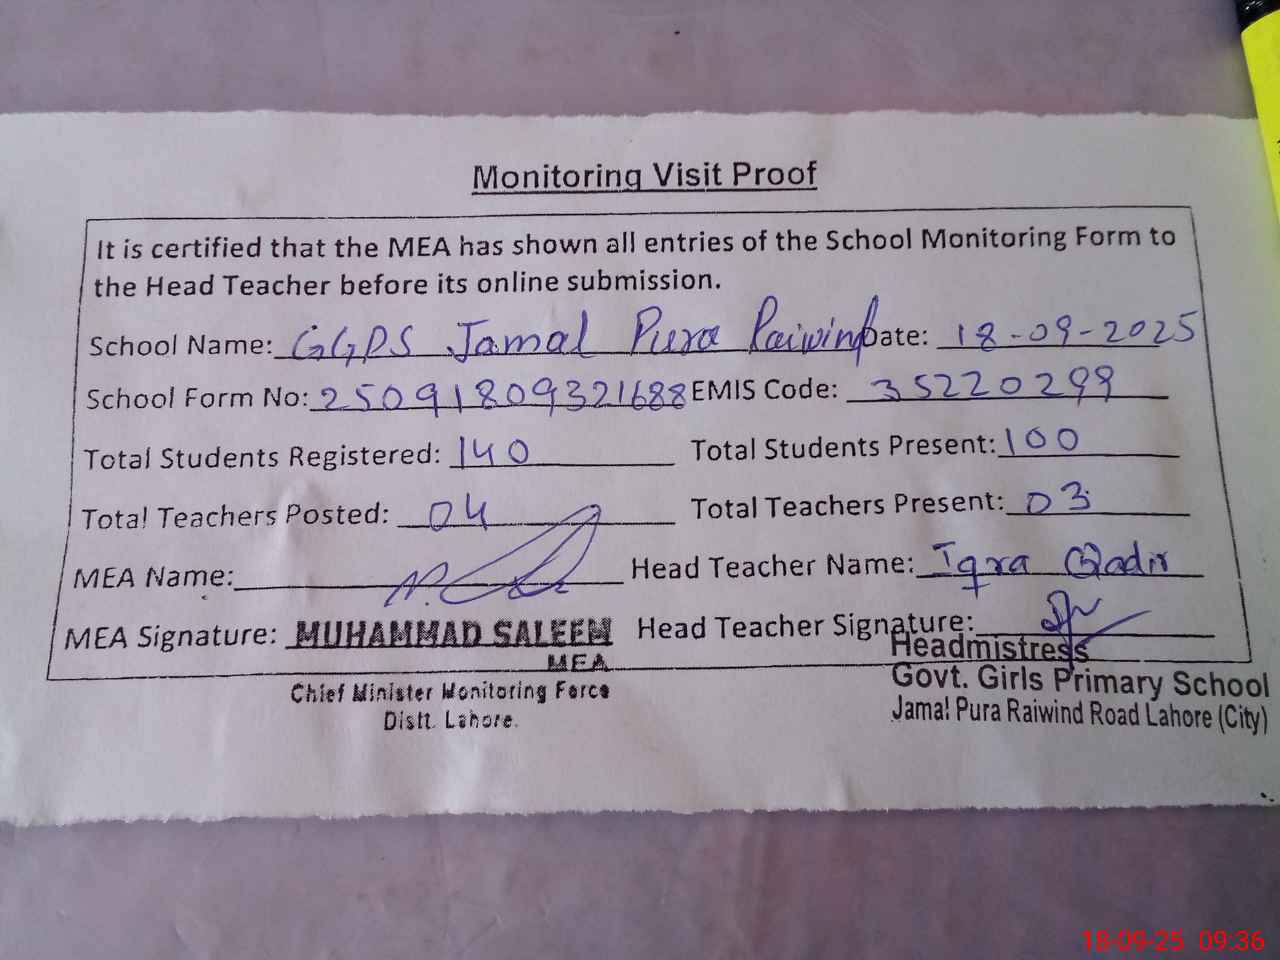 Monitoring Visit Proof
It is certified that the MEA has shown all entries of the School Monitoring Form to
the Head Teacher before its online submission.
School Name: GGPS Jamal Pura Raiwind Date: 18-09-2025
School Form No: 25091809321688 EMIS Code: 35220299
Total Students Registered: 140 Total Students Present: 100
Total Teachers Posted: 04 Total Teachers Present: 03
MEA Name: Head Teacher Name: Iqra Qadir
MEA Signature: MUHAMMAD SALEEM Head Teacher Signature:
MEA Headmistress
Chief Minister Monitoring Force Govt. Girls Primary School
Distt. Lahore. Jamal Pura Raiwind Road Lahore (City)
18-09-25 09:36